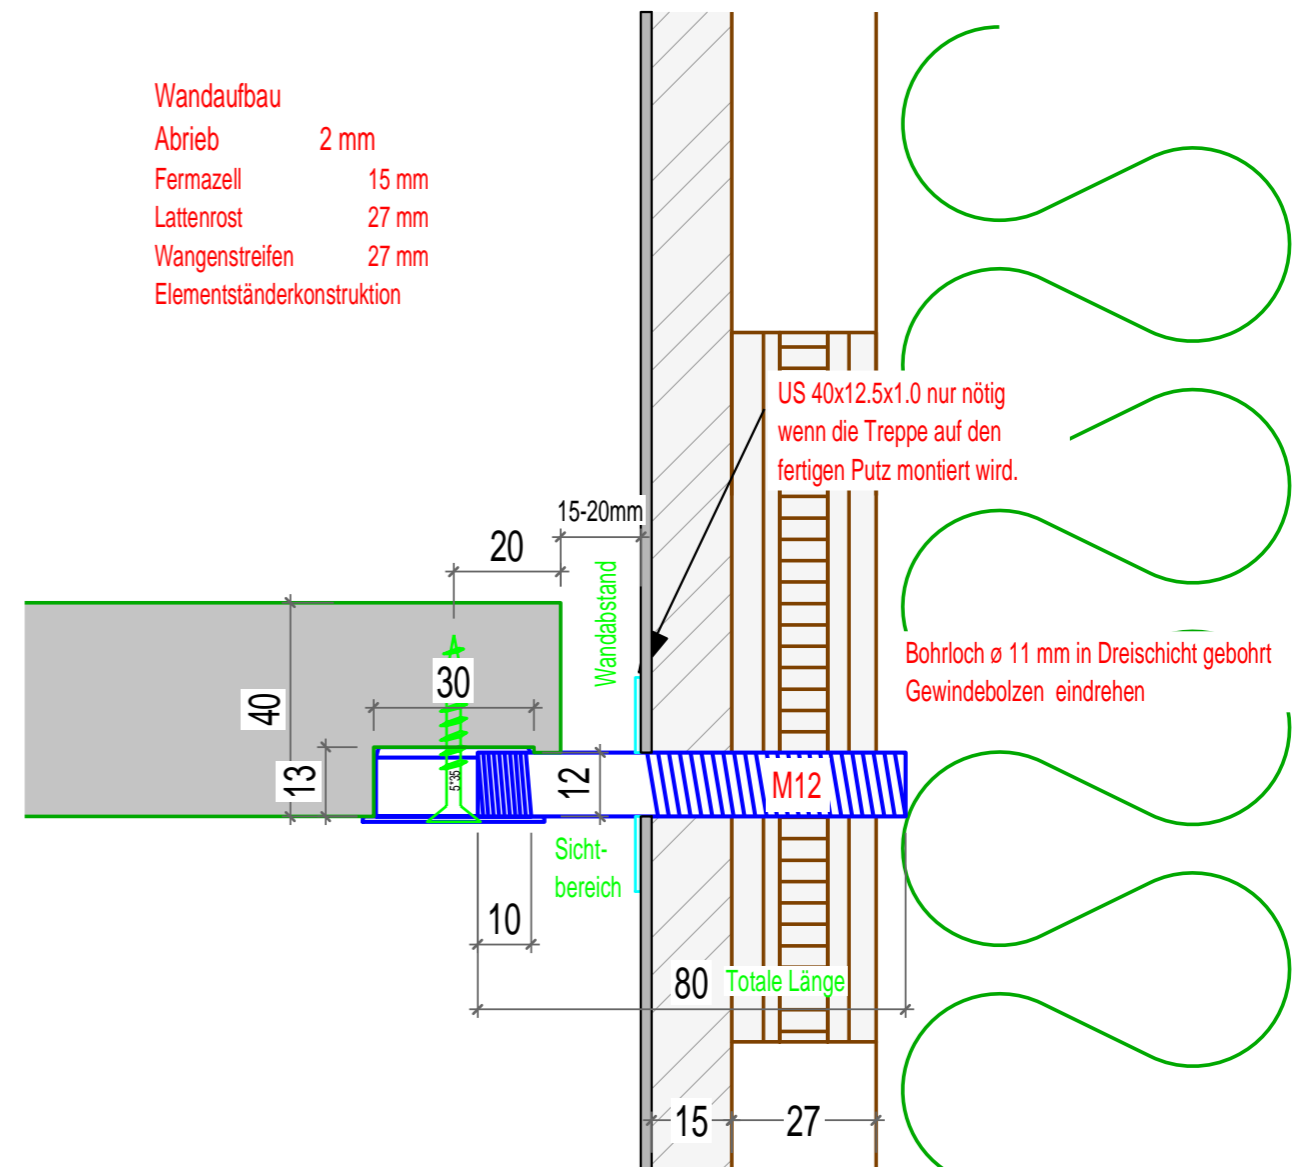 Wandaufbau
Abrieb 2 mm
Fermazell 15 mm
Lattenrost 27 mm
Wangenstreifen 27 mm
Elementständerkonstruktion
US 40x12.5x1.0 nur nötig
wenn die Treppe auf den
fertigen Putz montiert wird.
15-20mm
20
Wandabstand
Bohrloch ø 11 mm in Dreischicht gebohrt
Gewindebolzen eindrehen
40
30
13
5*35
12
M12
Sicht-
bereich
10
80 Totale Länge
15
27